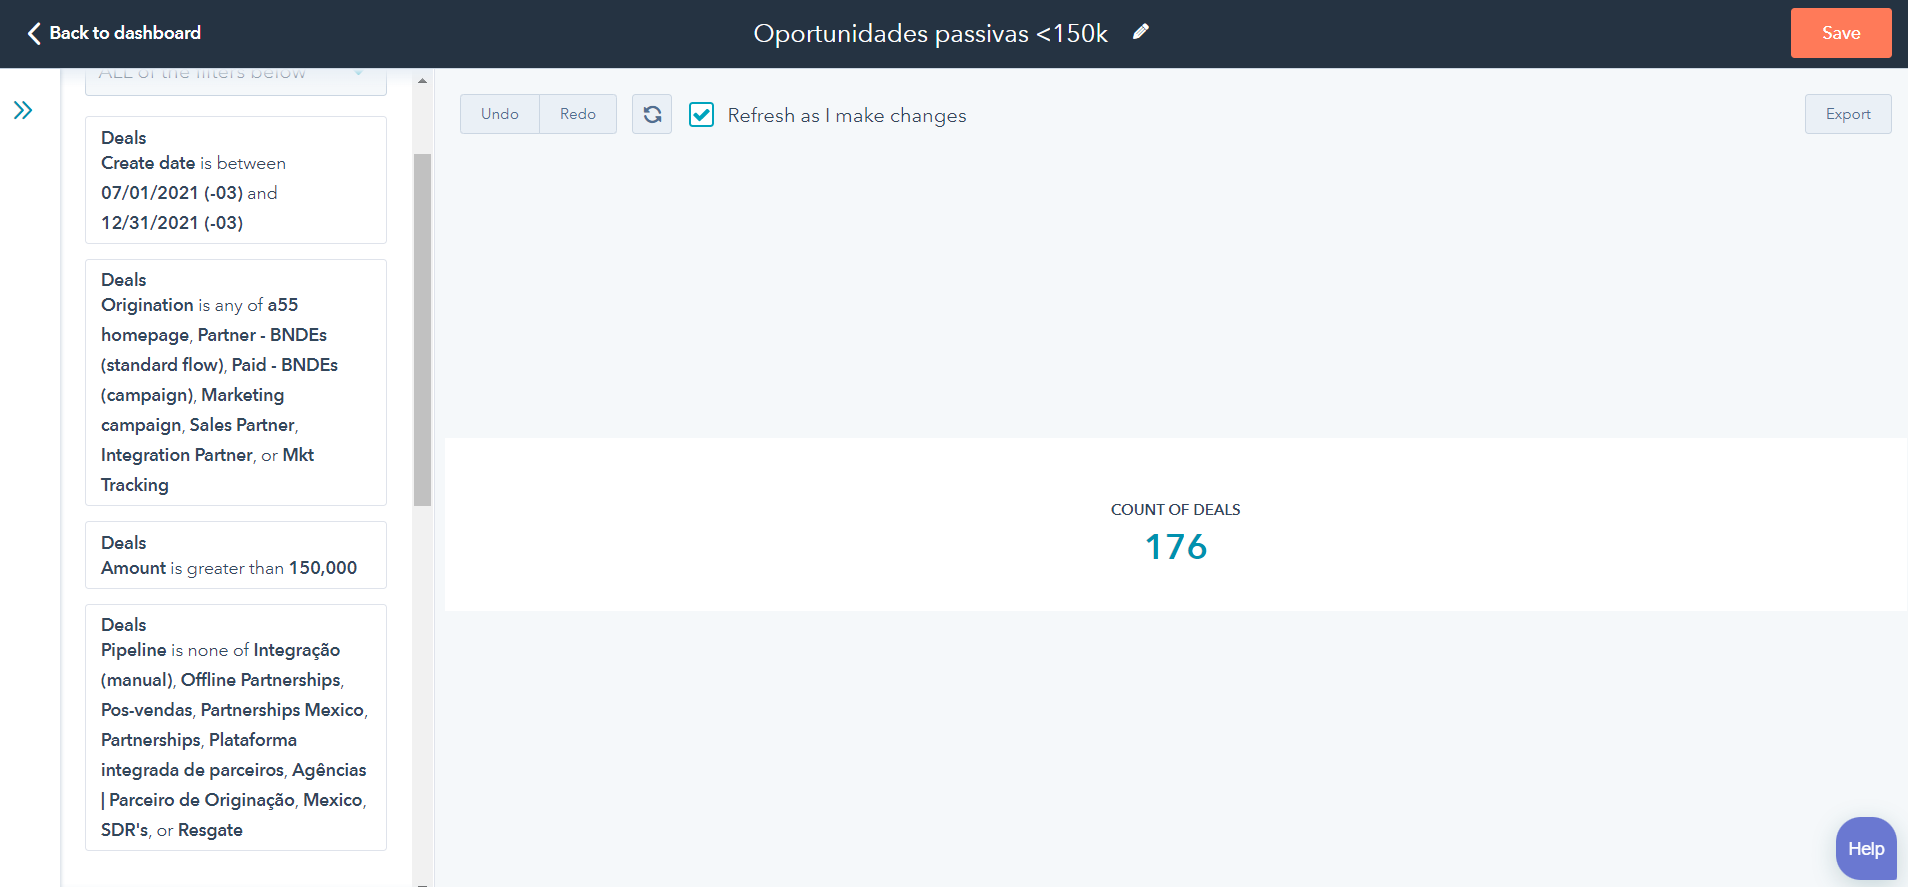 Back to dashboard
Oportunidades passivas <150k
Save
ALL of the filters below
Deals
Create date is between
07/01/2021 (-03) and
12/31/2021 (-03)
Deals
Origination is any of a55
homepage, Partner - BNDEs
(standard flow), Paid - BNDEs
(campaign), Marketing
campaign, Sales Partner,
Integration Partner, or Mkt
Tracking
Deals
Amount is greater than 150,000
Deals
Pipeline is none of Integração
(manual), Offline Partnerships,
Pos-vendas, Partnerships Mexico,
Partnerships, Plataforma
integrada de parceiros, Agências
| Parceiro de Originação, Mexico,
SDR's, or Resgate
Undo
Redo
Refresh as I make changes
Export
COUNT OF DEALS
176
Help